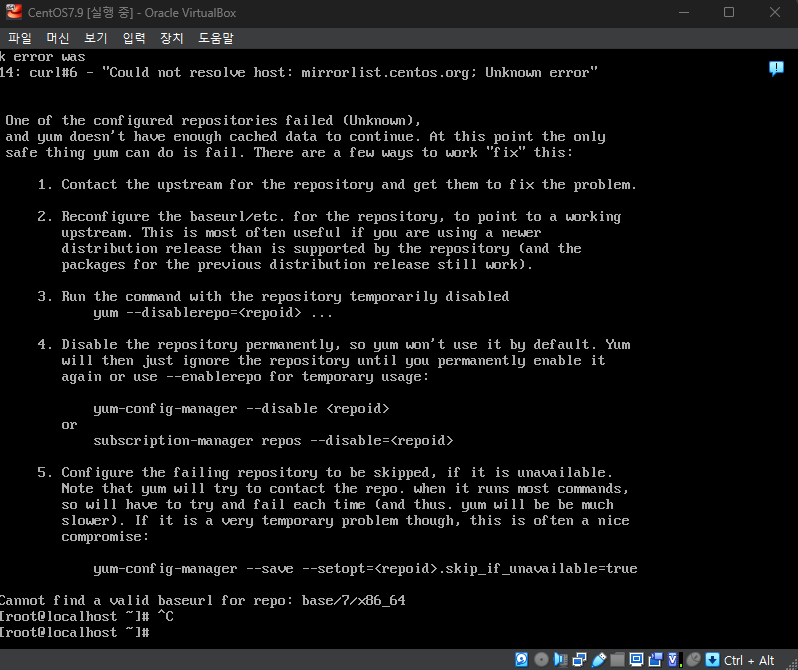 CentOS7.9 [실행 중] - Oracle VirtualBox
파일 머신 보기 입력 장치 도움말
k error was
14: curl#6 - "Could not resolve host: mirrorlist.centos.org; Unknown error"
One of the configured repositories failed (Unknown),
and yum doesn't have enough cached data to continue. At this point the only
safe thing yum can do is fail. There are a few ways to work "fix" this:
1. Contact the upstream for the repository and get them to fix the problem.
2. Reconfigure the baseurl/etc. for the repository, to point to a working
upstream. This is most often useful if you are using a newer
distribution release than is supported by the repository (and the
packages for the previous distribution release still work).
3. Run the command with the repository temporarily disabled
yum --disablerepo=<repoid> ...
4. Disable the repository permanently, so yum won't use it by default. Yum
will then just ignore the repository until you permanently enable it
again or use --enablerepo for temporary usage:
yum-config-manager --disable <repoid>
or
subscription-manager repos --disable=<repoid>
5. Configure the failing repository to be skipped, if it is unavailable.
Note that yum will try to contact the repo. when it runs most commands,
so will have to try and fail each time (and thus. yum will be be much
slower). If it is a very temporary problem though, this is often a nice
compromise:
yum-config-manager --save --setopt=<repoid>.skip_if_unavailable=true
Cannot find a valid baseurl for repo: base/7/x86_64
[root@localhost ~]# ^C
[root@localhost ~]#
Ctrl + Alt